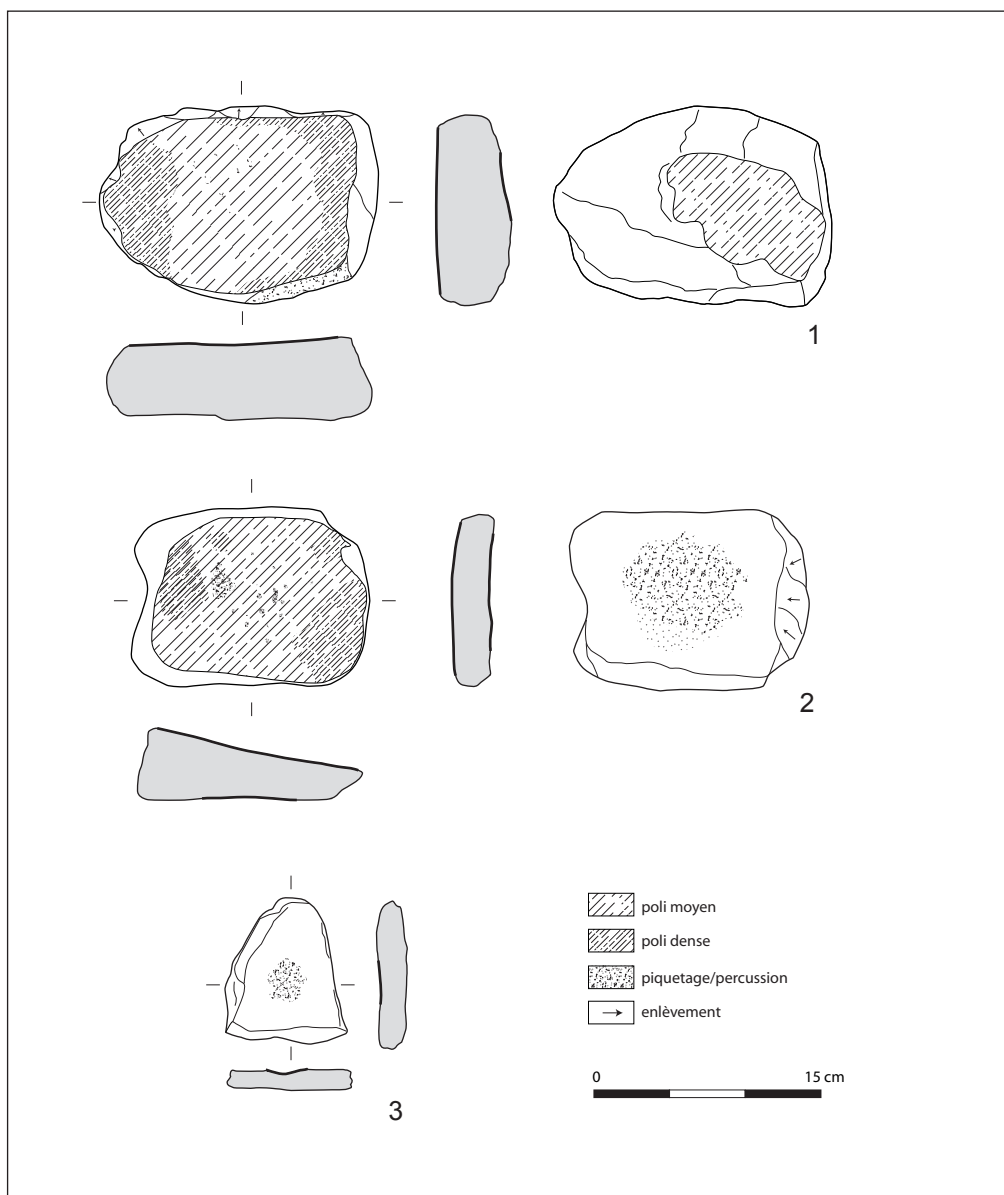 1
2
3
poli moyen
poli dense
piquetage/percussion
enlèvement
0 15 cm